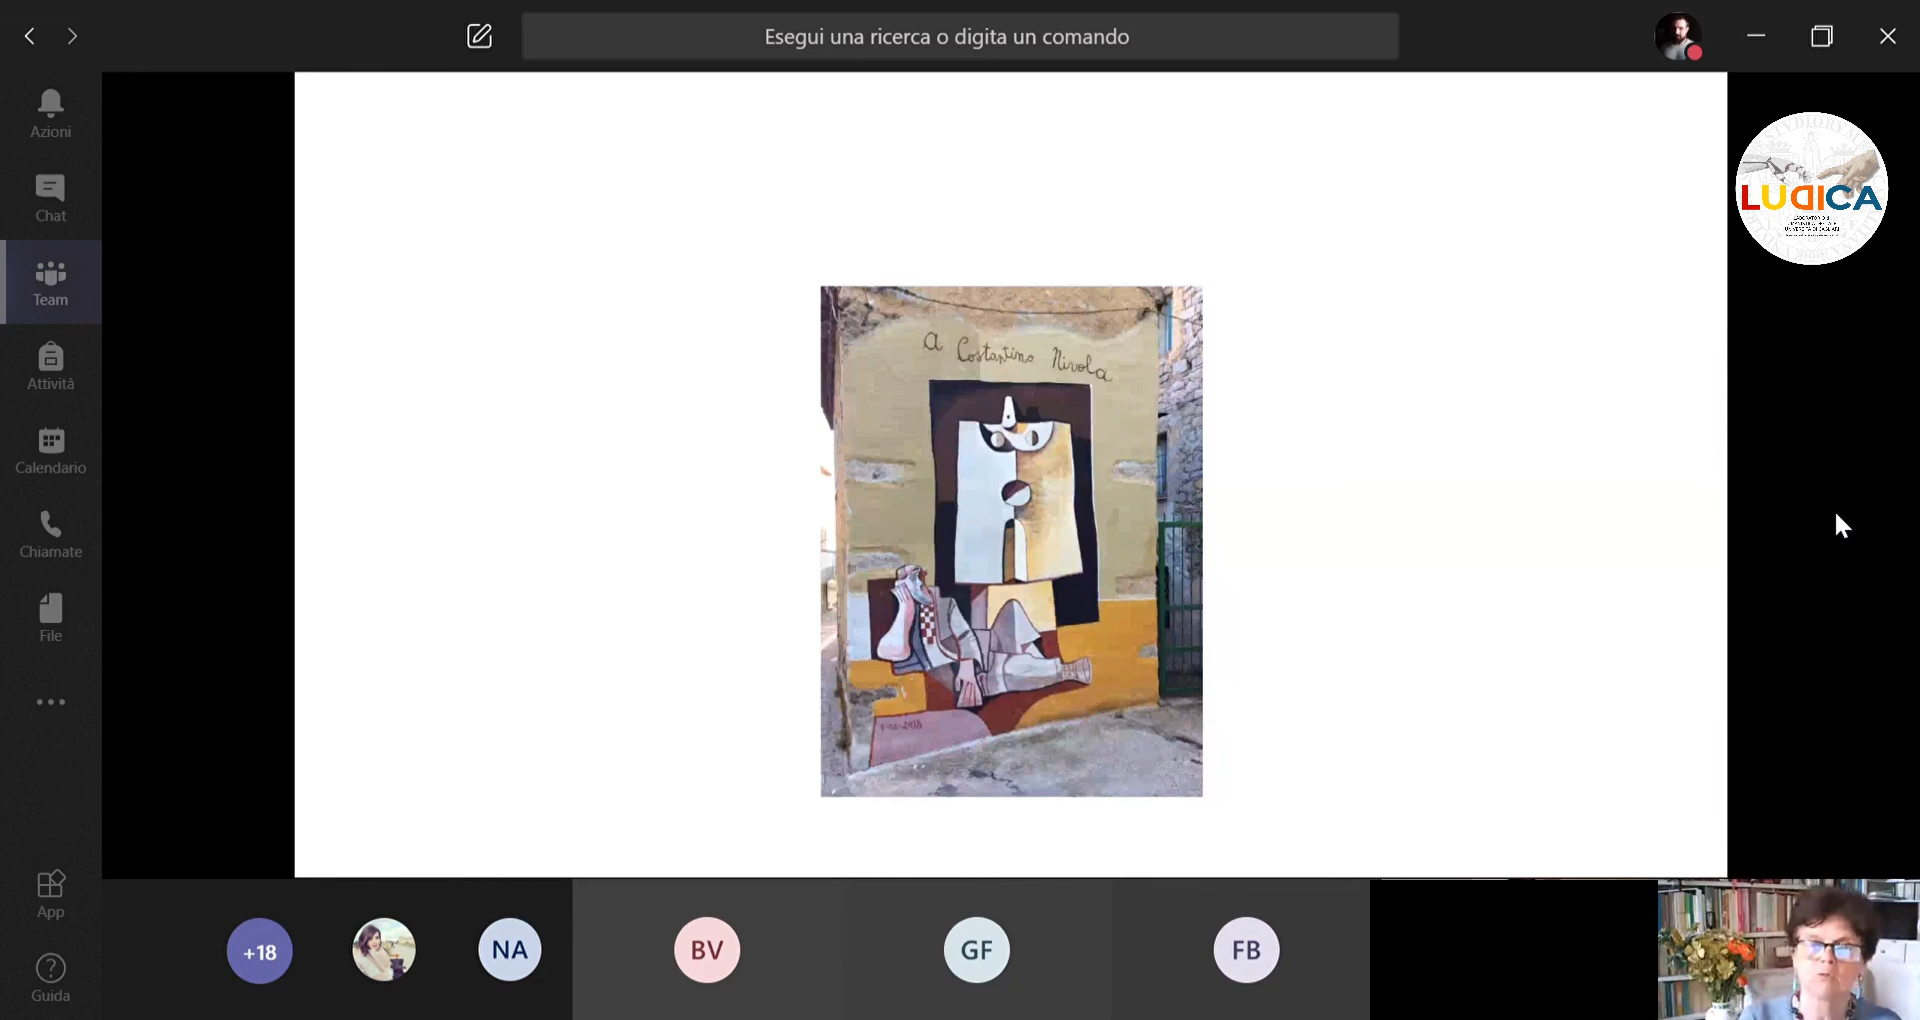 Esegui una ricerca o digita un comando
Azioni
Chat
Team
Attività
Calendario
Chiamate
File
App
Guida
LUDICA
A Costantino Nivola
+18
NA
BV
GF
FB